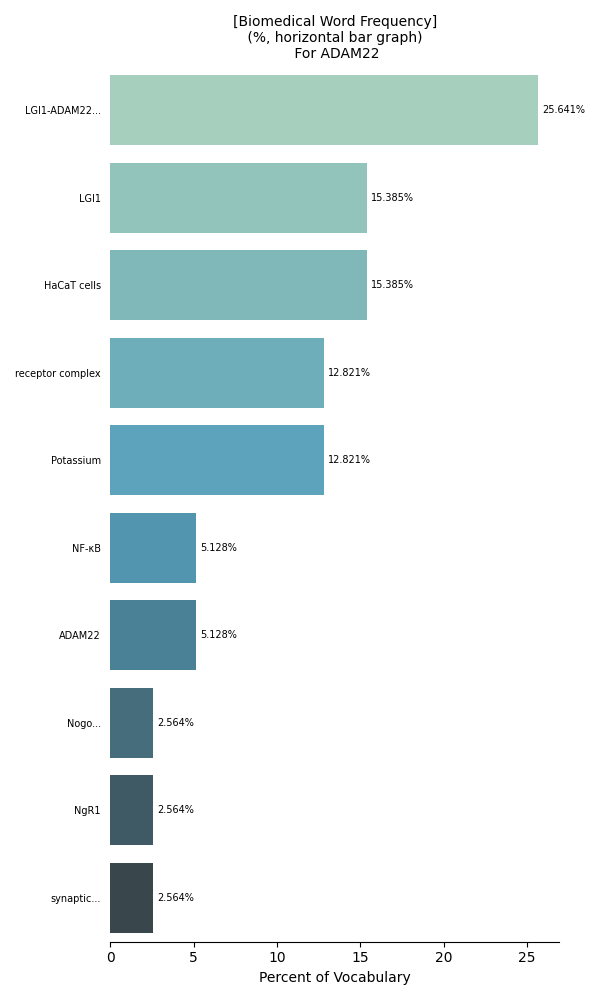 [Biomedical Word Frequency]
(%, horizontal bar graph)
For ADAM22
LGI1-ADAM22...
25.641%
LGI1
15.385%
HaCaT cells
15.385%
receptor complex
12.821%
Potassium
12.821%
NF-κB
5.128%
ADAM22
5.128%
Nogo...
2.564%
NgR1
2.564%
synaptic...
2.564%
0 5 10 15 20 25
Percent of Vocabulary